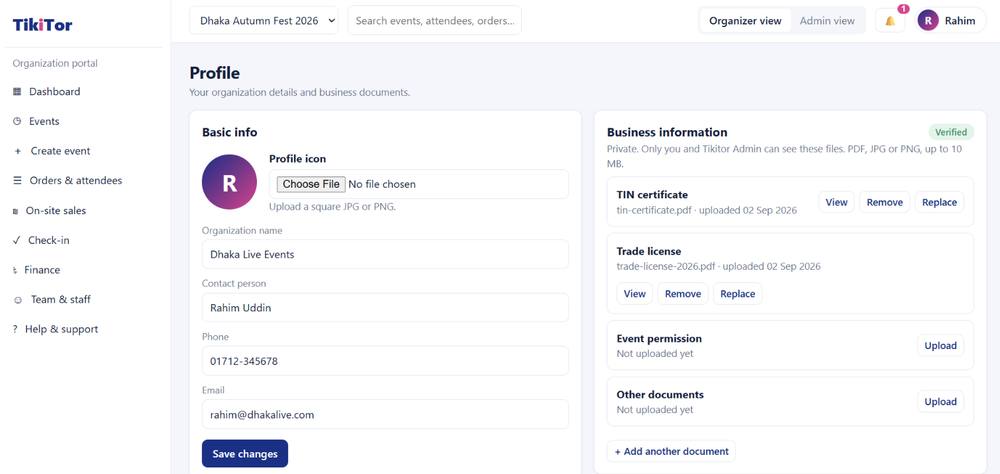 TikiTor
Dhaka Autumn Fest 2026
Search events, attendees, orders...
Organizer view
Admin view
1
R
Rahim
Organization portal
Dashboard
Events
+ Create event
Orders & attendees
On-site sales
✓ Check-in
৳ Finance
☺ Team & staff
? Help & support
Profile
Your organization details and business documents.
Basic info
R
Profile icon
Choose File No file chosen
Upload a square JPG or PNG.
Organization name
Dhaka Live Events
Contact person
Rahim Uddin
Phone
01712-345678
Email
rahim@dhakalive.com
Save changes
Business information
Verified
Private. Only you and Tikitor Admin can see these files. PDF, JPG or PNG, up to 10
MB.
TIN certificate
tin-certificate.pdf · uploaded 02 Sep 2026
View Remove Replace
Trade license
trade-license-2026.pdf · uploaded 02 Sep 2026
View Remove Replace
Event permission
Not uploaded yet
Upload
Other documents
Not uploaded yet
Upload
+ Add another document